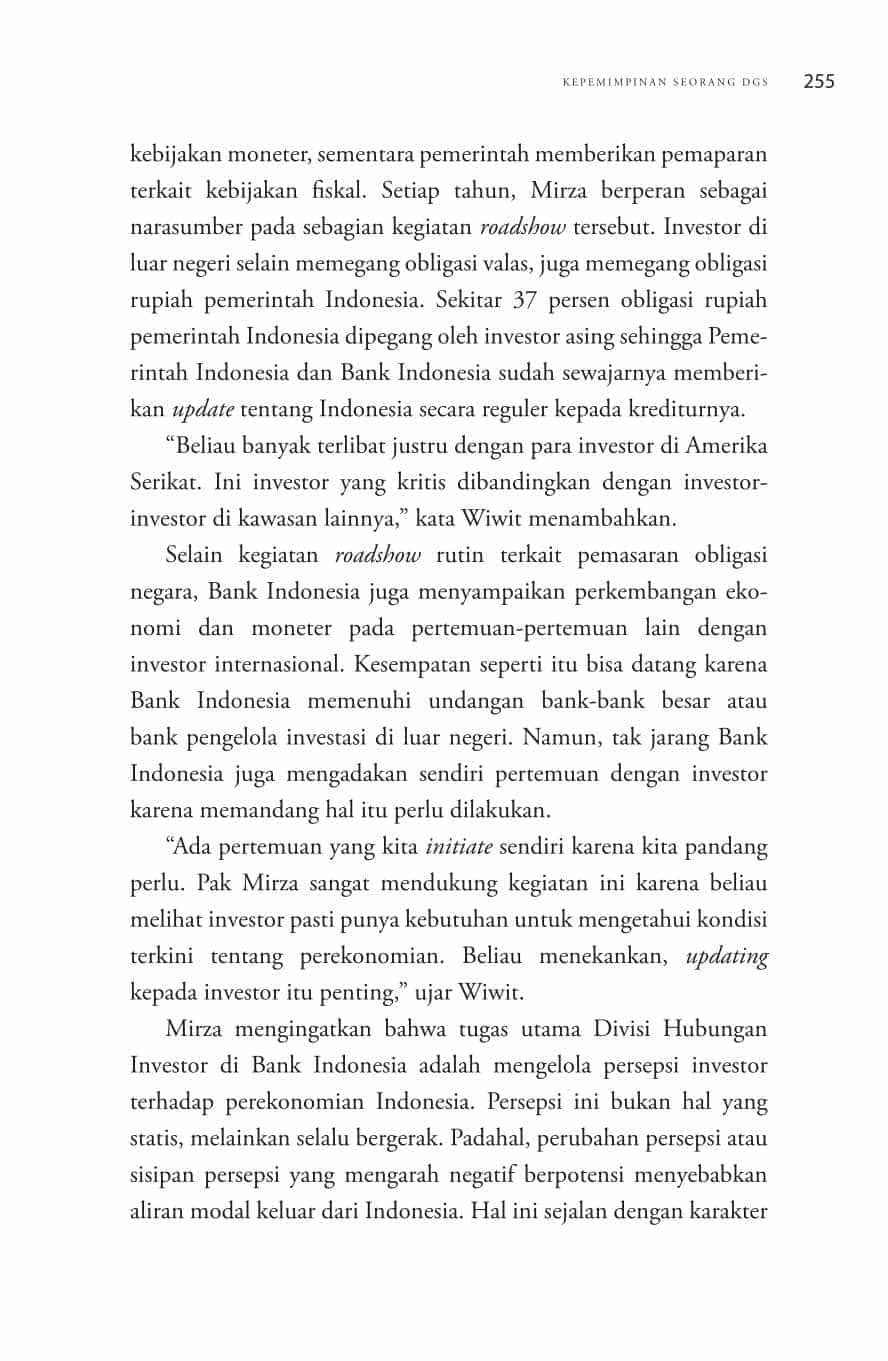 KEPEMIMPINAN SEORANG DGS 255
kebijakan moneter, sementara pemerintah memberikan pemaparan
terkait kebijakan fiskal. Setiap tahun, Mirza berperan sebagai
narasumber pada sebagian kegiatan roadshow tersebut. Investor di
luar negeri selain memegang obligasi valas, juga memegang obligasi
rupiah pemerintah Indonesia. Sekitar 37 persen obligasi rupiah
pemerintah Indonesia dipegang oleh investor asing sehingga Peme-
rintah Indonesia dan Bank Indonesia sudah sewajarnya memberi-
kan update tentang Indonesia secara reguler kepada krediturnya.
“Beliau banyak terlibat justru dengan para investor di Amerika
Serikat. Ini investor yang kritis dibandingkan dengan investor-
investor di kawasan lainnya,” kata Wiwit menambahkan.
Selain kegiatan roadshow rutin terkait pemasaran obligasi
negara, Bank Indonesia juga menyampaikan perkembangan eko-
nomi dan moneter pada pertemuan-pertemuan lain dengan
investor internasional. Kesempatan seperti itu bisa datang karena
Bank Indonesia memenuhi undangan bank-bank besar atau
bank pengelola investasi di luar negeri. Namun, tak jarang Bank
Indonesia juga mengadakan sendiri pertemuan dengan investor
karena memandang hal itu perlu dilakukan.
“Ada pertemuan yang kita initiate sendiri karena kita pandang
perlu. Pak Mirza sangat mendukung kegiatan ini karena beliau
melihat investor pasti punya kebutuhan untuk mengetahui kondisi
terkini tentang perekonomian. Beliau menekankan, updating
kepada investor itu penting,” ujar Wiwit.
Mirza mengingatkan bahwa tugas utama Divisi Hubungan
Investor di Bank Indonesia adalah mengelola persepsi investor
terhadap perekonomian Indonesia. Persepsi ini bukan hal yang
statis, melainkan selalu bergerak. Padahal, perubahan persepsi atau
sisipan persepsi yang mengarah negatif berpotensi menyebabkan
aliran modal keluar dari Indonesia. Hal ini sejalan dengan karakter